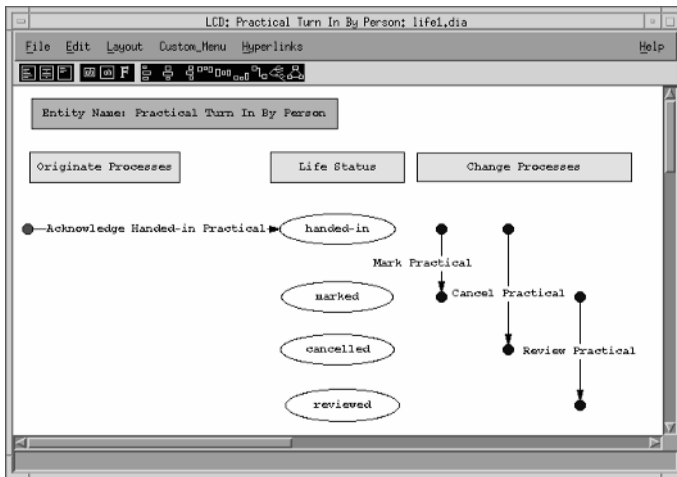 LCD: Practical Turn In By Person: life1.dia
File Edit Layout Custom_Menu Hyperlinks Help
Entity Name: Practical Turn In By Person
Originate Processes Life Status Change Processes
Acknowledge Handed-in Practical handed-in
Mark Practical
marked Cancel Practical
cancelled Review Practical
reviewed